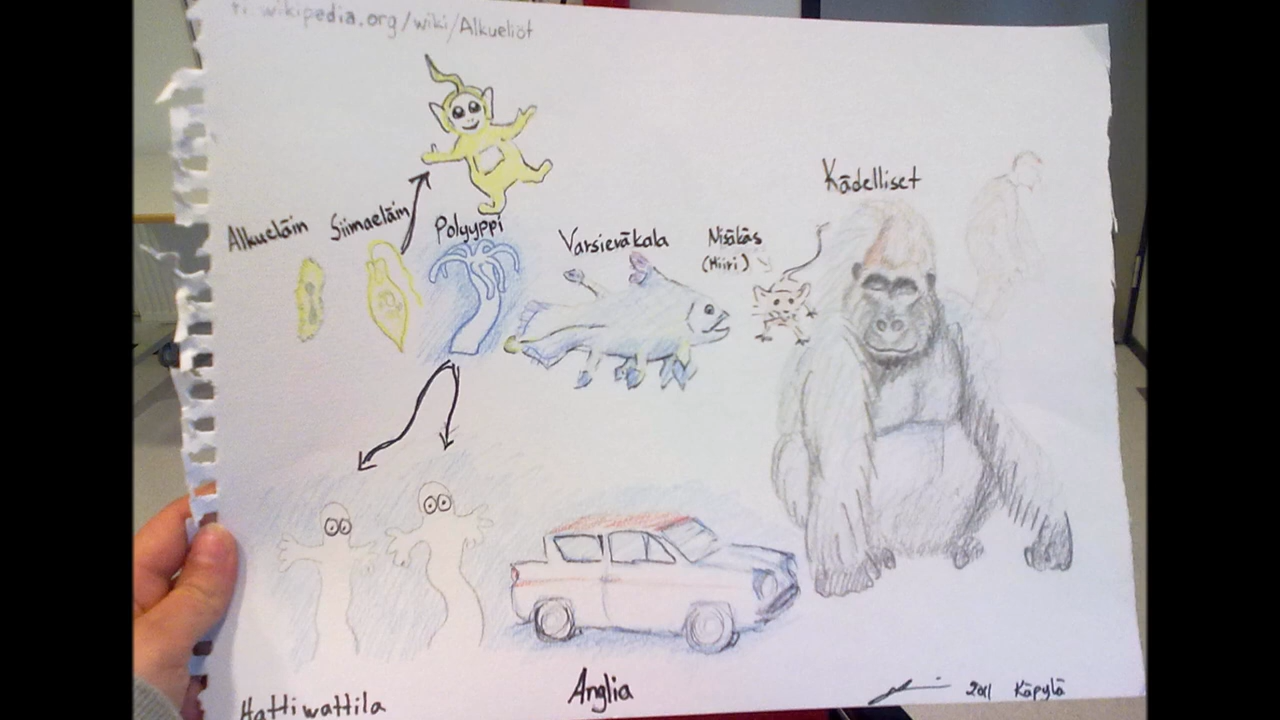 fi.wikipedia.org/wiki/Alkueliöt
Alkueläin
Siimaeläin
Polyyppi
Varsieväkala
Nisäkäs
(Hiiri)
Kädelliset
Hattiwattila
Anglia
2011 Käpylä